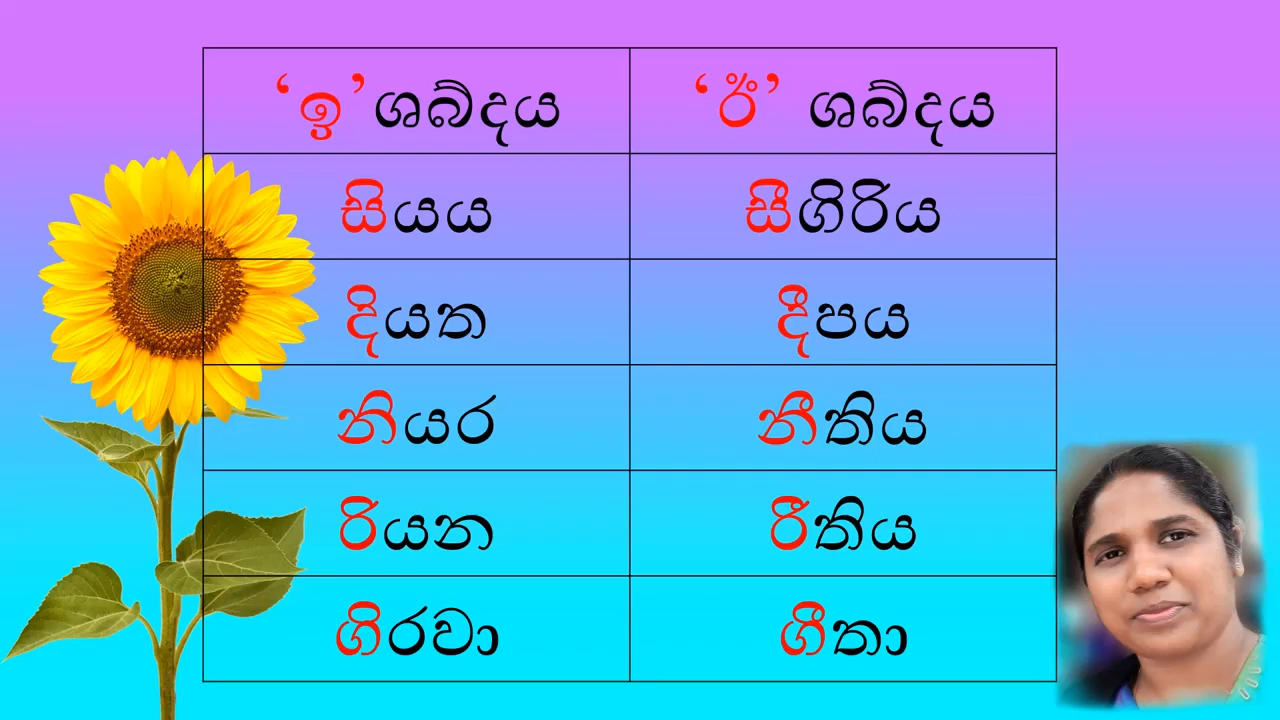 ‘ඉ’ශබ්දය ‘ඊ’ ශබ්දය
සියය සීගිරිය
දියත දීපය
නියර නීතිය
රියන රීතිය
ගිරවා ගීතා